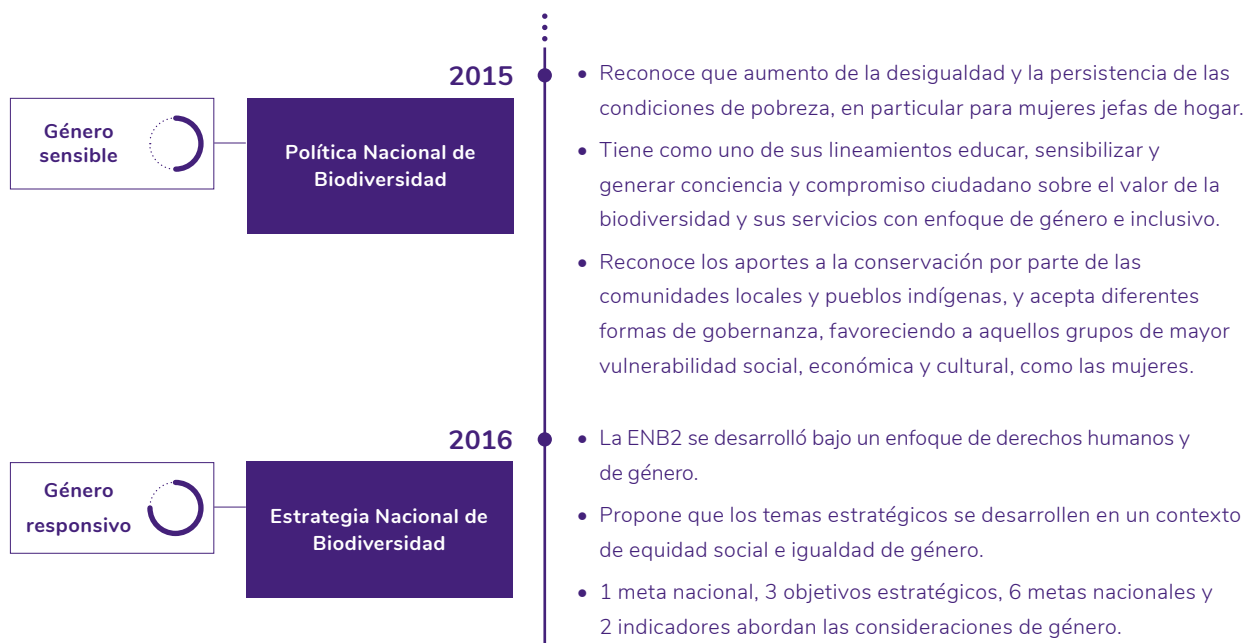 2015
Género
sensible
Política Nacional de
Biodiversidad
• Reconoce que aumento de la desigualdad y la persistencia de las
condiciones de pobreza, en particular para mujeres jefas de hogar.
• Tiene como uno de sus lineamientos educar, sensibilizar y
generar conciencia y compromiso ciudadano sobre el valor de la
biodiversidad y sus servicios con enfoque de género e inclusivo.
• Reconoce los aportes a la conservación por parte de las
comunidades locales y pueblos indígenas, y acepta diferentes
formas de gobernanza, favoreciendo a aquellos grupos de mayor
vulnerabilidad social, económica y cultural, como las mujeres.
2016
Género
responsivo
Estrategia Nacional de
Biodiversidad
• La ENB2 se desarrolló bajo un enfoque de derechos humanos y
de género.
• Propone que los temas estratégicos se desarrollen en un contexto
de equidad social e igualdad de género.
• 1 meta nacional, 3 objetivos estratégicos, 6 metas nacionales y
2 indicadores abordan las consideraciones de género.